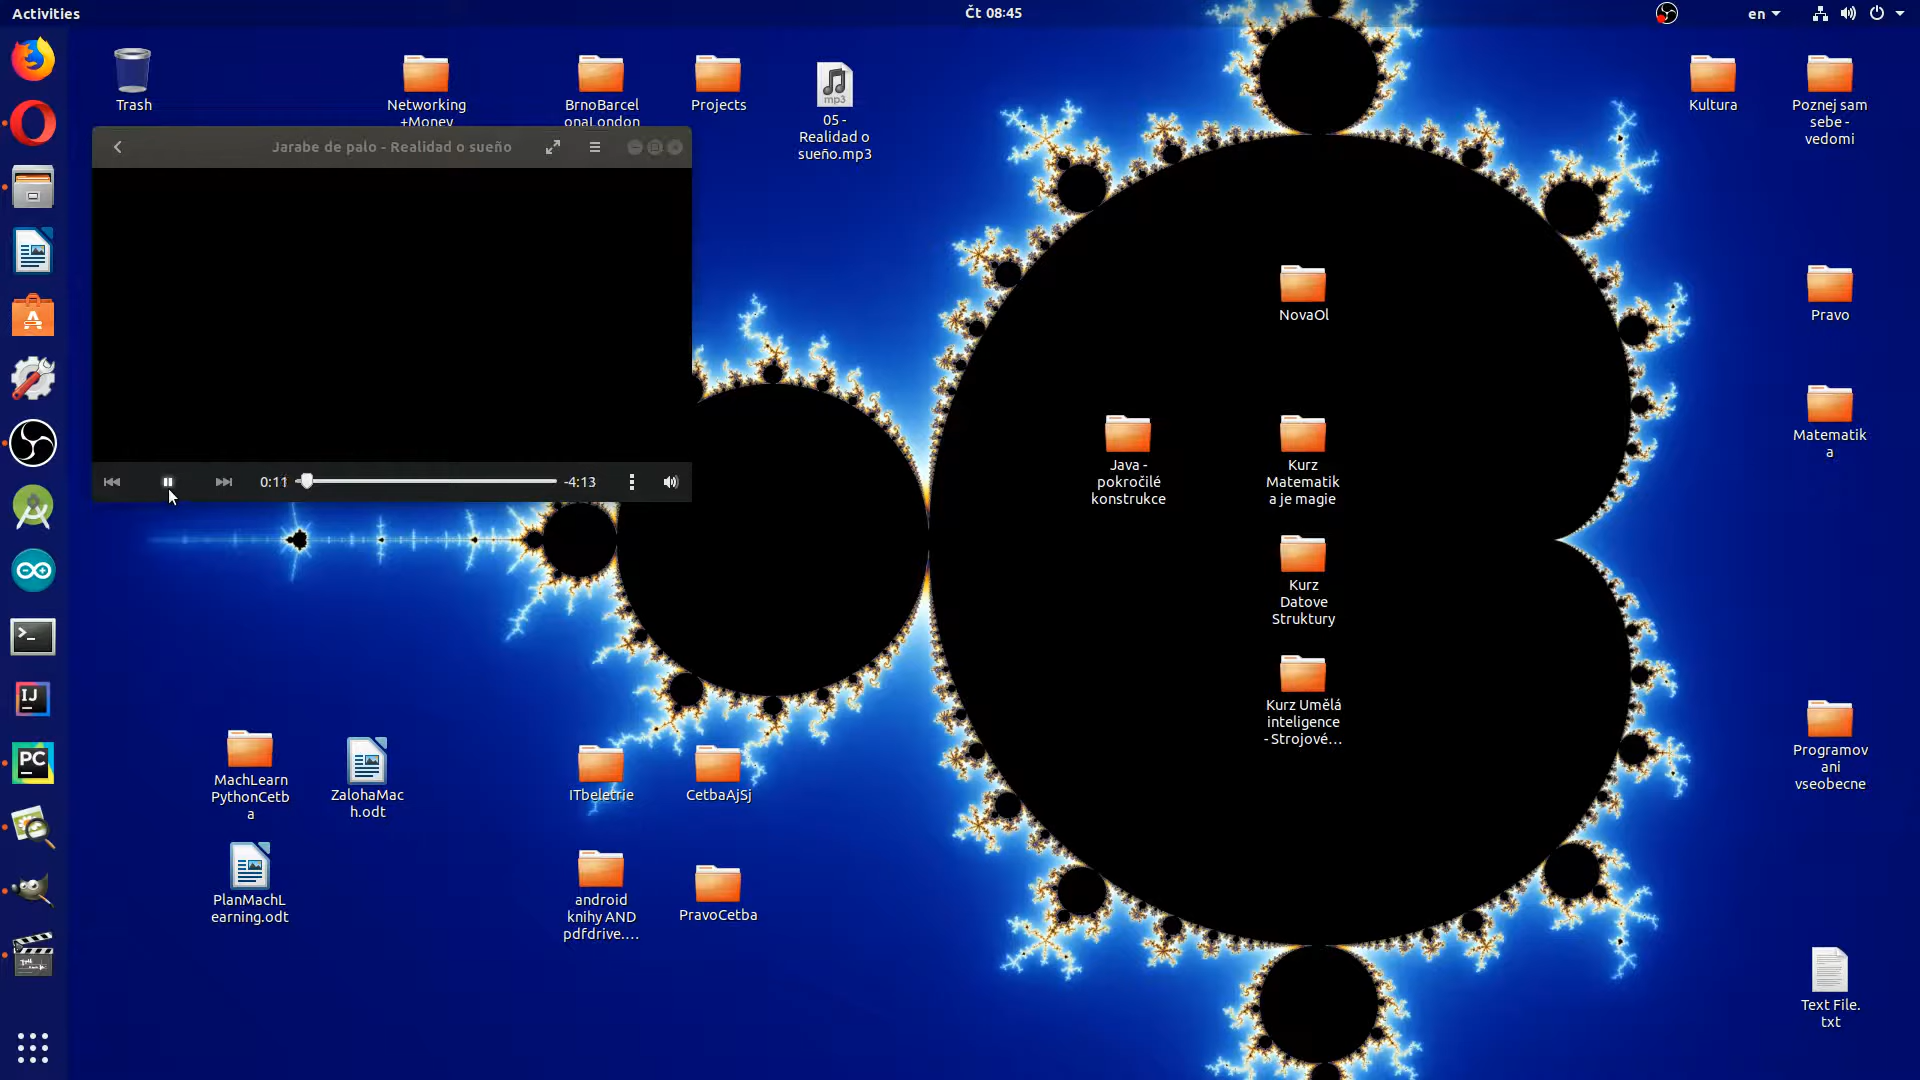 Activities
Čt 08:45
en
Trash
Networking
+Money
BrnoBarcel
onaLondon
Projects
mp3
05 -
Realidad o
sueño.mp3
Kultura
Poznej sam
sebe -
vedomi
Jarabe de palo - Realidad o sueño
0:11
-4:13
NovaOl
Pravo
Java -
pokročilé
konstrukce
Kurz
Matematik
a je magie
Matematik
a
Kurz
Datove
Struktury
Kurz Umělá
inteligence
- Strojové...
MachLearn
PythonCetb
a
ZalohaMac
h.odt
ITbeletrie
CetbaAjSj
Programov
ani
vseobecne
PlanMachL
earning.odt
android
knihy AND
pdfdrive....
PravoCetba
Text File.
txt
IJ
PC